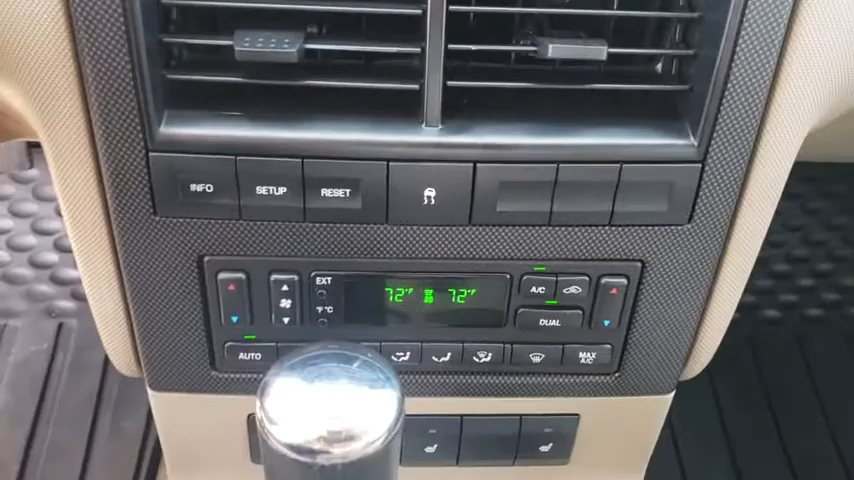 INFO SETUP RESET
EXT
72°F 72°F
A/C
°F °C
DUAL
AUTO
MAX A/C